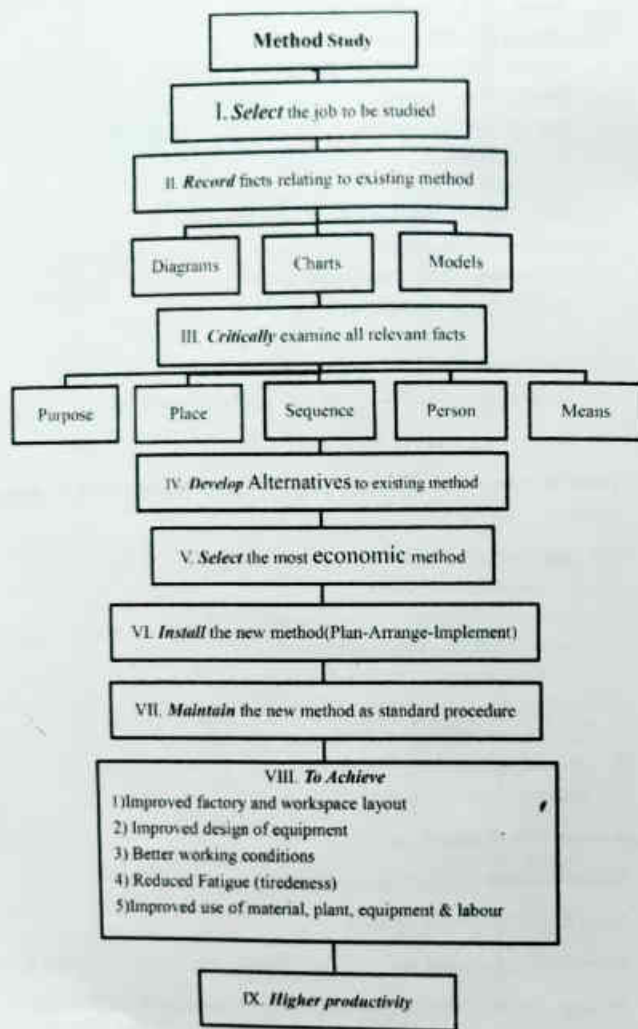 Method Study
I. Select the job to be studied
II. Record facts relating to existing method
Diagrams
Charts
Models
III. Critically examine all relevant facts
Purpose
Place
Sequence
Person
Means
IV. Develop Alternatives to existing method
V. Select the most economic method
VI. Install the new method(Plan-Arrange-Implement)
VII. Maintain the new method as standard procedure
VIII. To Achieve
1)Improved factory and workspace layout
2) Improved design of equipment
3) Better working conditions
4) Reduced Fatigue (tiredeness)
5)Improved use of material, plant, equipment & labour
IX. Higher productivity